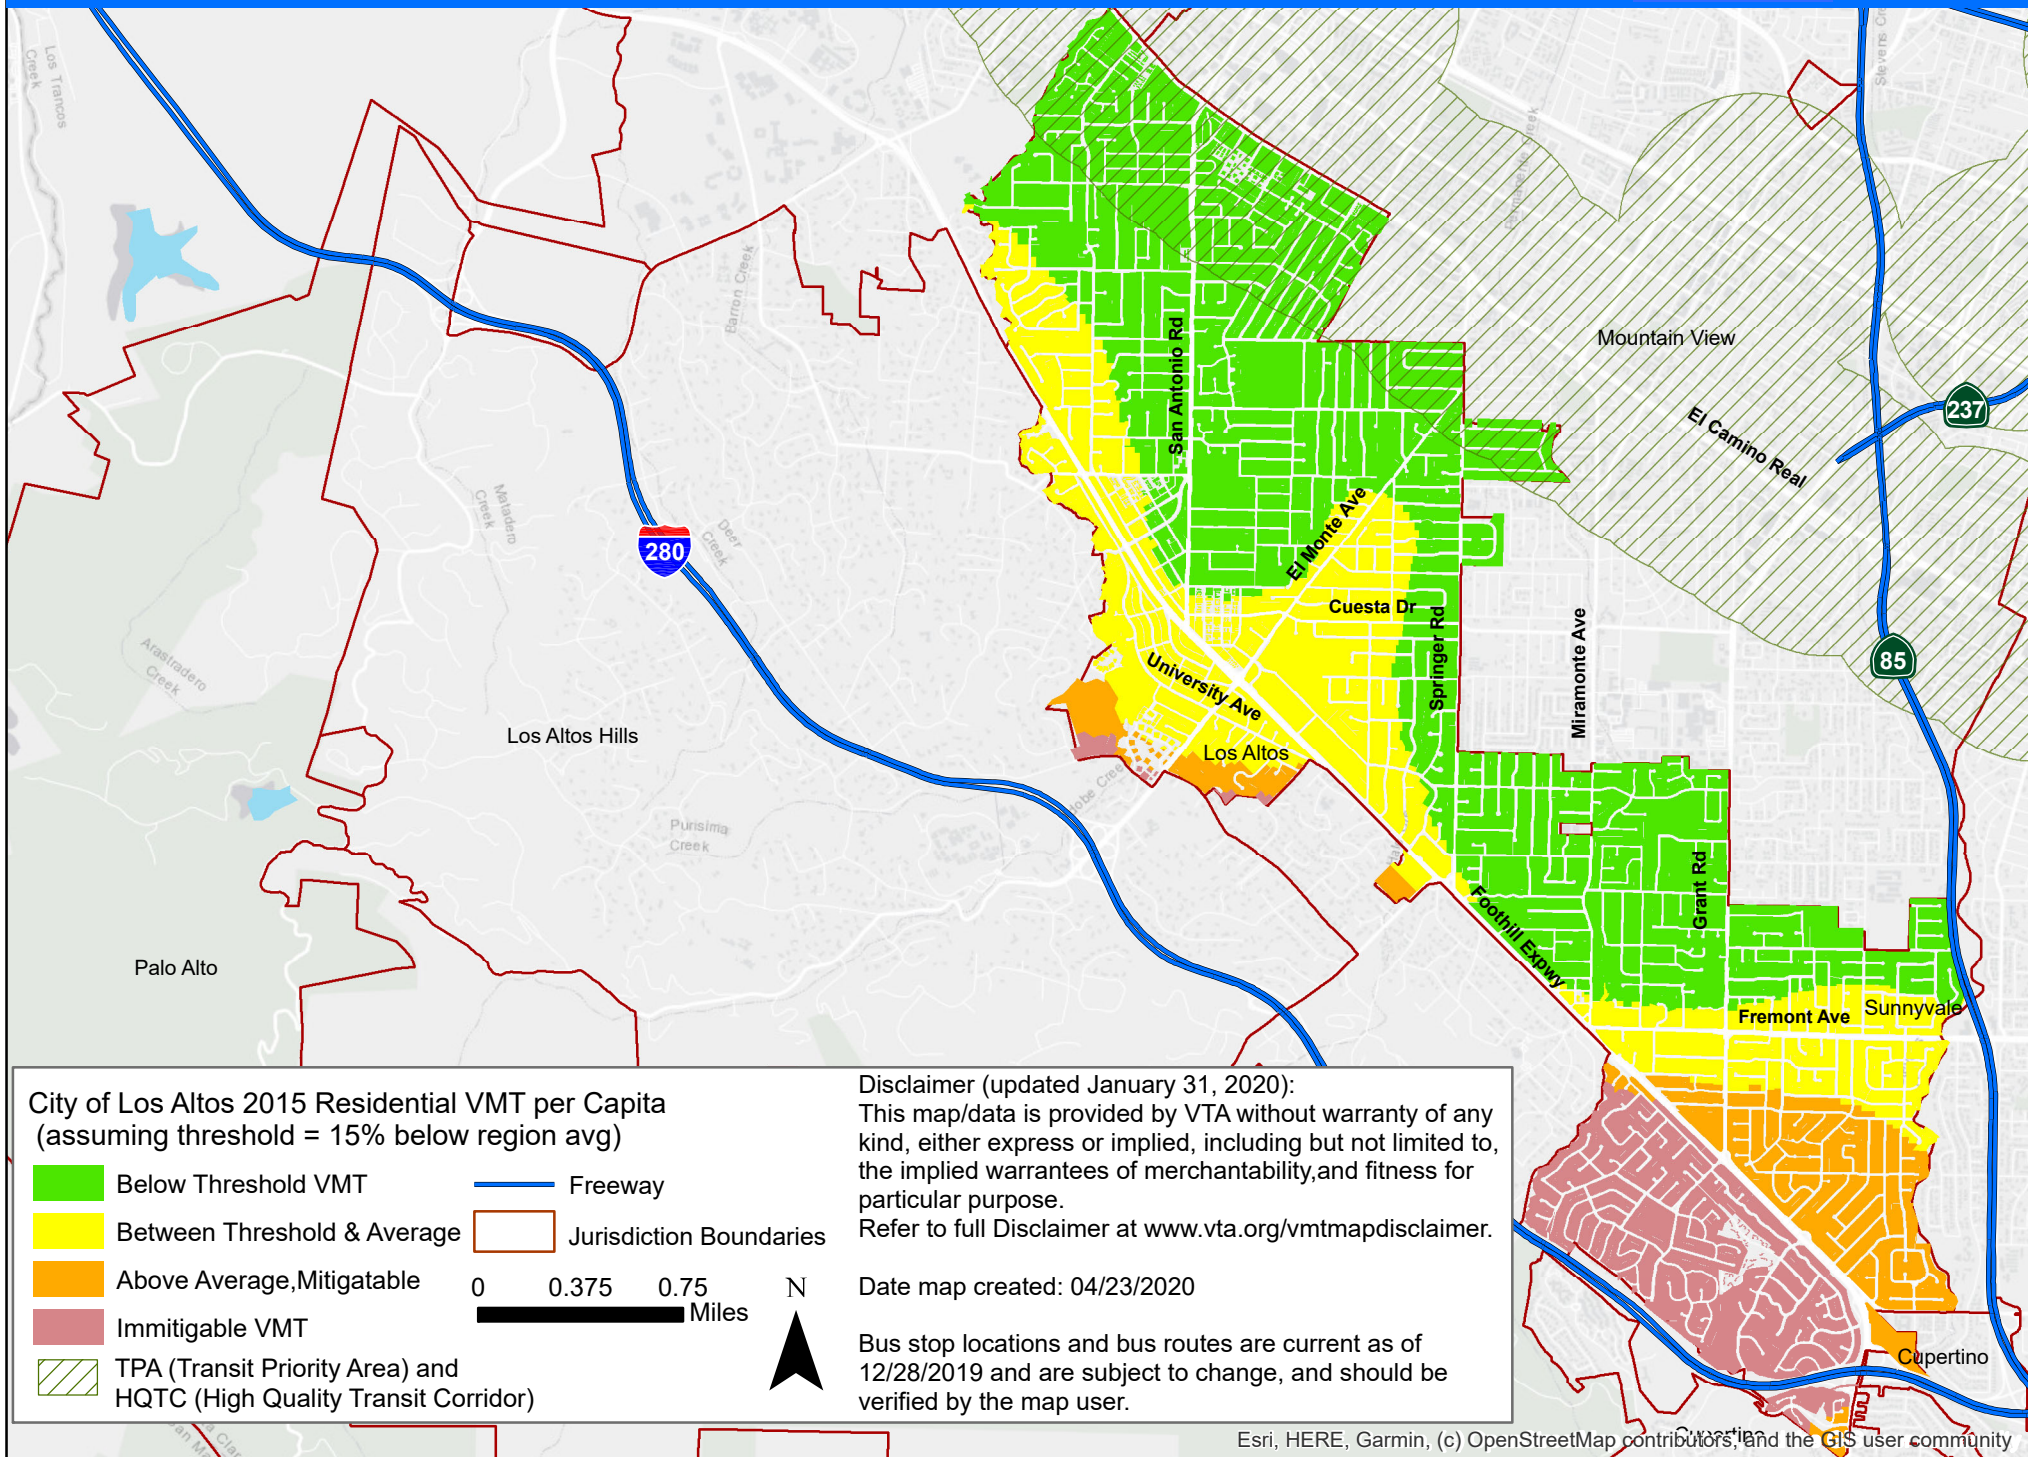 Los Trancos
Creek
Stevens Cre
Barron Creek
San Antonio Rd
Mountain View
237
El Camino Real
Matadero
Creek
Deer
Creek
280
El Monte Ave
Cuesta Dr
Springer Rd
Miramonte Ave
85
Arastradero
Creek
University Ave
Los Altos Hills
Los Altos
Purisima
Creek
Grant Rd
Foothill Expwy
Palo Alto
Fremont Ave
Sunnyvale
Cupertino
Cupertino
City of Los Altos 2015 Residential VMT per Capita
(assuming threshold = 15% below region avg)
Below Threshold VMT
Between Threshold & Average
Above Average,Mitigatable
Immitigable VMT
TPA (Transit Priority Area) and
HQTC (High Quality Transit Corridor)
Freeway
Jurisdiction Boundaries
0 0.375 0.75
Miles
N
Disclaimer (updated January 31, 2020):
This map/data is provided by VTA without warranty of any
kind, either express or implied, including but not limited to,
the implied warrantees of merchantability,and fitness for
particular purpose.
Refer to full Disclaimer at www.vta.org/vmtmapdisclaimer.
Date map created: 04/23/2020
Bus stop locations and bus routes are current as of
12/28/2019 and are subject to change, and should be
verified by the map user.
Esri, HERE, Garmin, (c) OpenStreetMap contributors, and the GIS user community